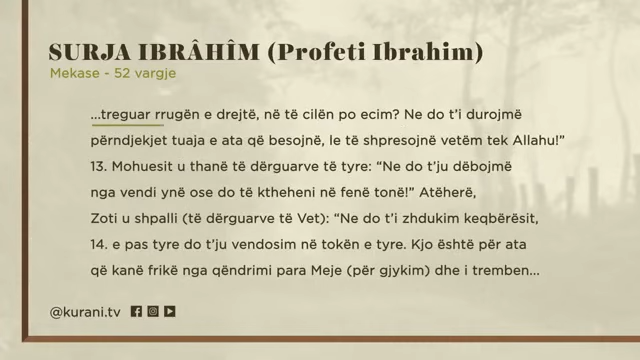 SURJA IBRÂHÎM (Profeti Ibrahim)
Mekase - 52 vargje
...treguar rrugën e drejtë, në të cilën po ecim? Ne do t’i durojmë
përndjekjet tuaja e ata që besojnë, le të shpresojnë vetëm tek Allahu!”
13. Mohuesit u thanë të dërguarve të tyre: “Ne do t’ju dëbojmë
nga vendi ynë ose do të ktheheni në fenë tonë!” Atëherë,
Zoti u shpalli (të dërguarve të Vet): “Ne do t’i zhdukim keqbërësit,
14. e pas tyre do t’ju vendosim në tokën e tyre. Kjo është për ata
që kanë frikë nga qëndrimi para Meje (për gjykim) dhe i tremben...
@kurani.tv